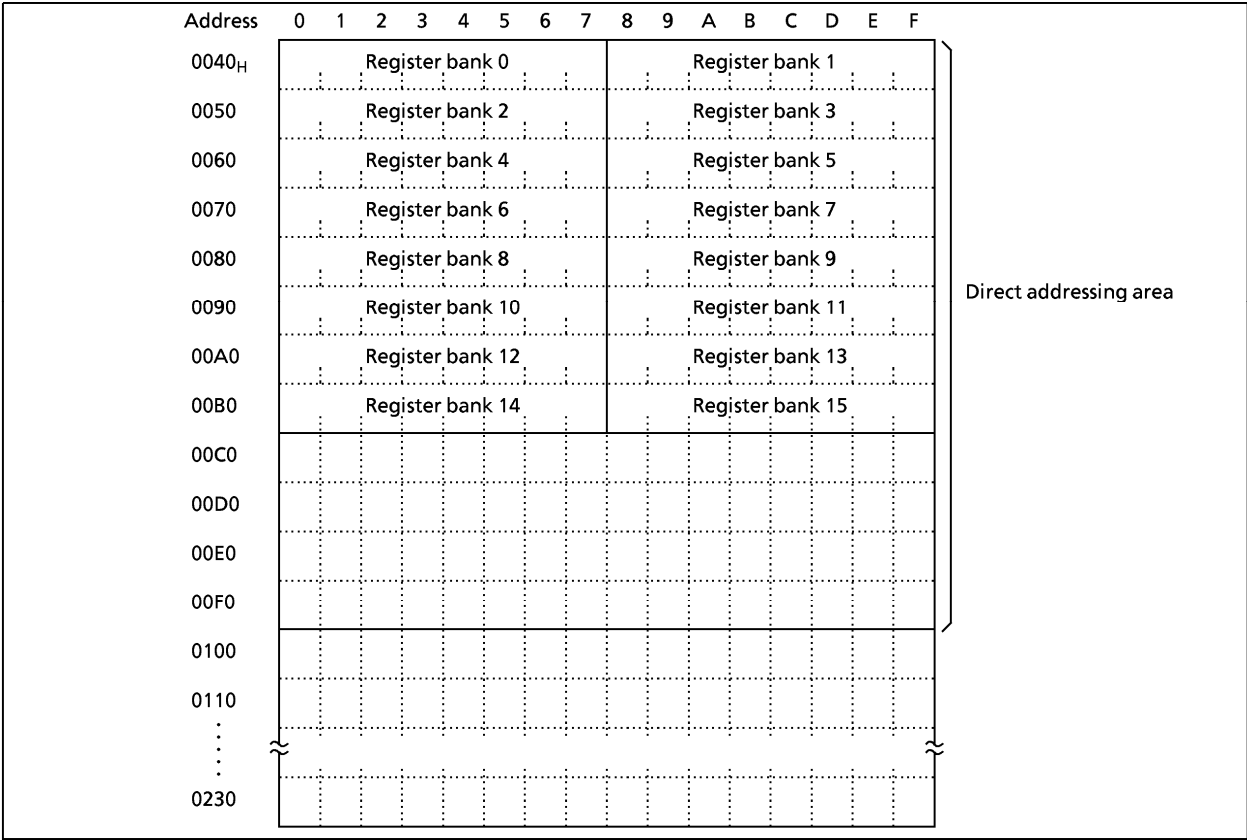 Address 0 1 2 3 4 5 6 7 8 9 A B C D E F
0040H Register bank 0 Register bank 1
0050 Register bank 2 Register bank 3
0060 Register bank 4 Register bank 5
0070 Register bank 6 Register bank 7
0080 Register bank 8 Register bank 9
Direct addressing area
0090 Register bank 10 Register bank 11
00A0 Register bank 12 Register bank 13
00B0 Register bank 14 Register bank 15
00C0
00D0
00E0
00F0
0100
0110
0230